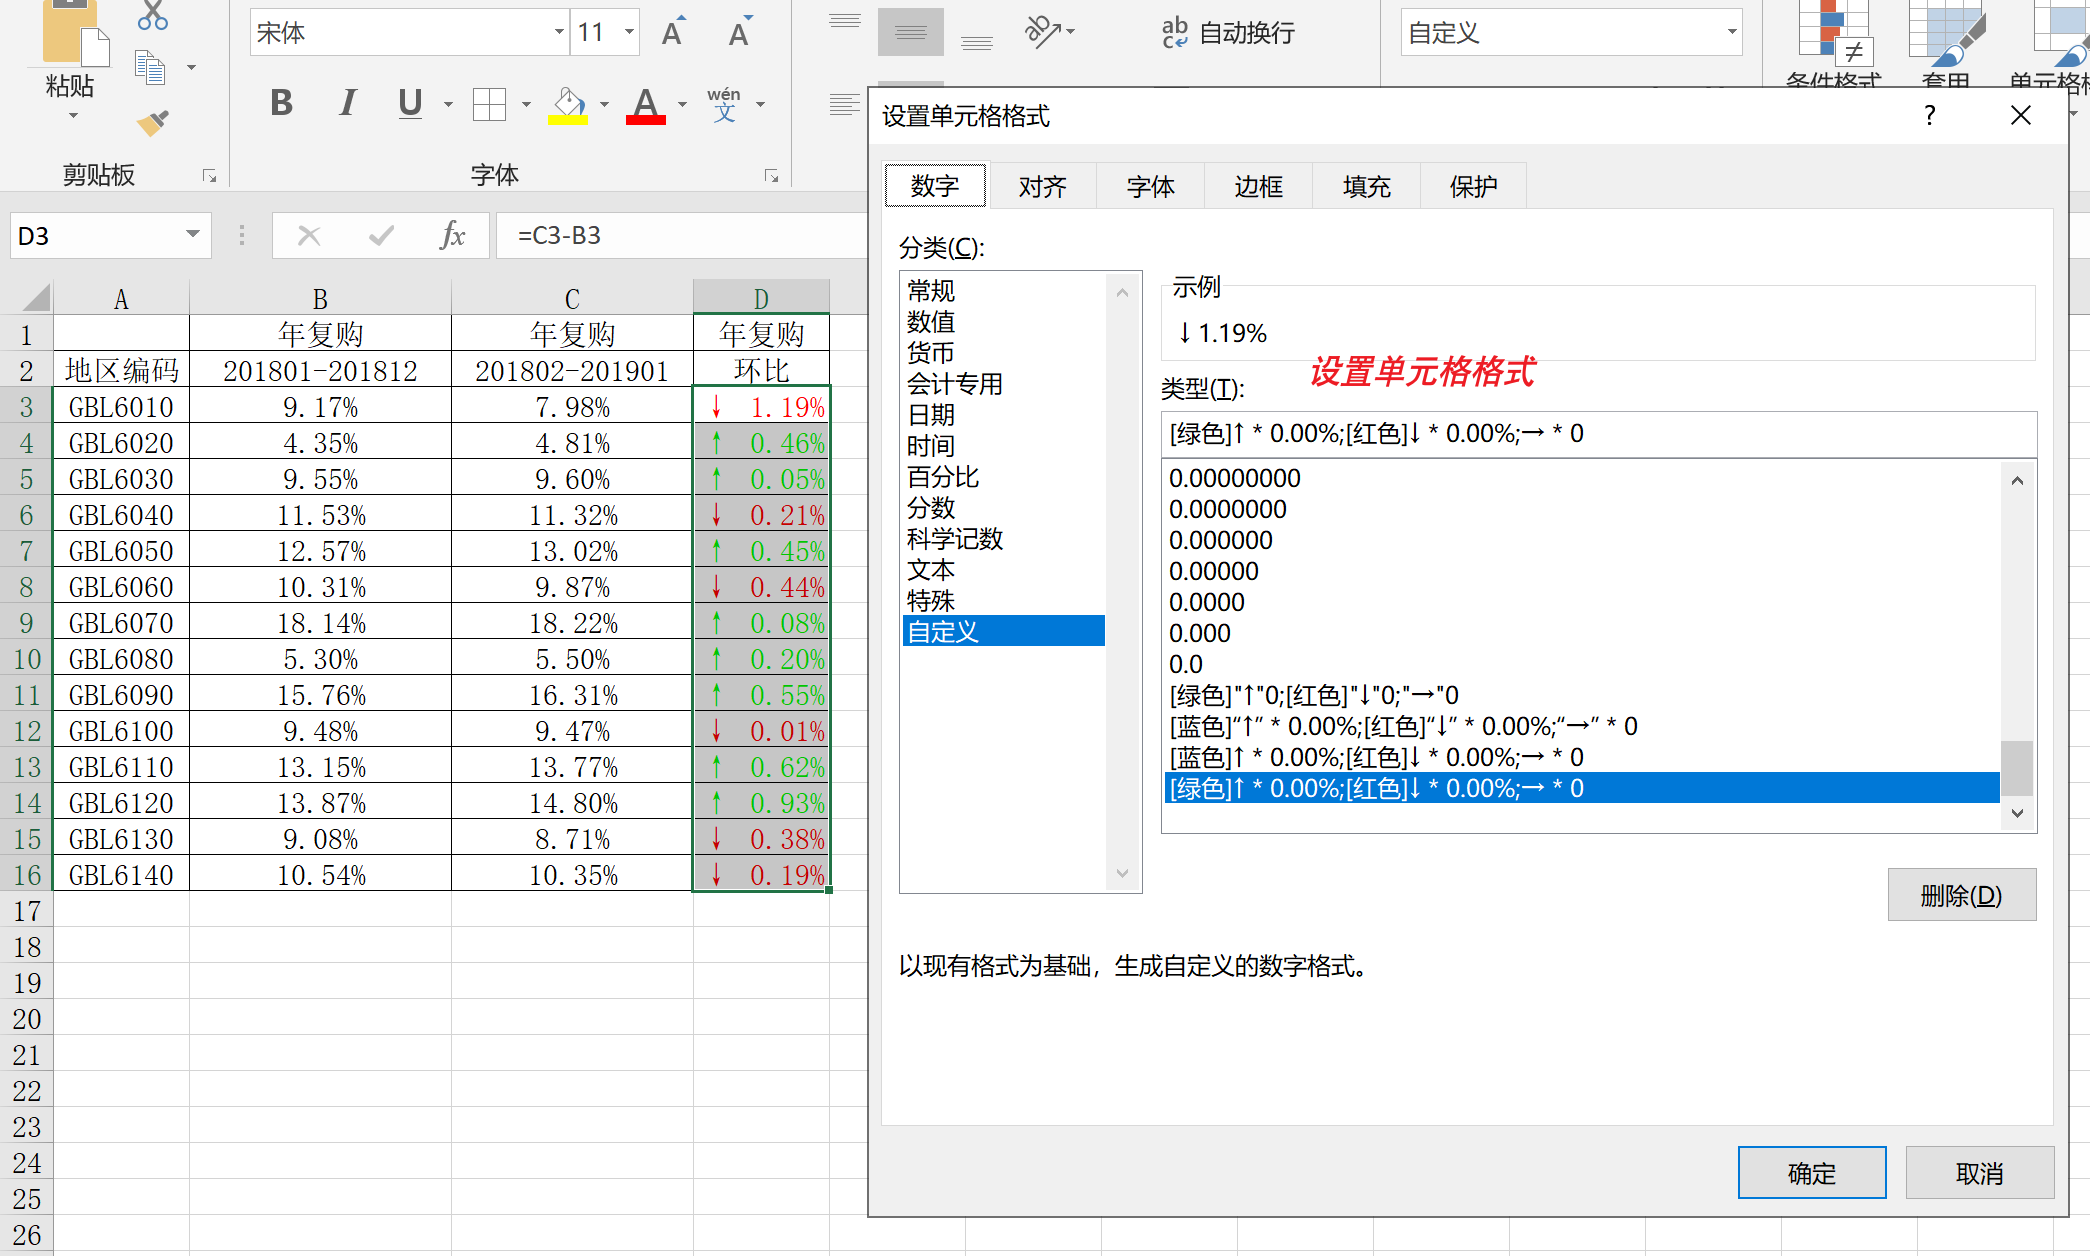 粘贴
剪贴板
宋体
11
A
A
B
I
U
A
wén
文
字体
ab
c
自动换行
自定义
≠
条件格式
套用
D3
fx
=C3-B3
A B C D
1 年复购 年复购 年复购
2 地区编码 201801-201812 201802-201901 环比
3 GBL6010 9.17% 7.98% ↓ 1.19%
4 GBL6020 4.35% 4.81% ↑ 0.46%
5 GBL6030 9.55% 9.60% ↑ 0.05%
6 GBL6040 11.53% 11.32% ↓ 0.21%
7 GBL6050 12.57% 13.02% ↑ 0.45%
8 GBL6060 10.31% 9.87% ↓ 0.44%
9 GBL6070 18.14% 18.22% ↑ 0.08%
10 GBL6080 5.30% 5.50% ↑ 0.20%
11 GBL6090 15.76% 16.31% ↑ 0.55%
12 GBL6100 9.48% 9.47% ↓ 0.01%
13 GBL6110 13.15% 13.77% ↑ 0.62%
14 GBL6120 13.87% 14.80% ↑ 0.93%
15 GBL6130 9.08% 8.71% ↓ 0.38%
16 GBL6140 10.54% 10.35% ↓ 0.19%
17
18
19
20
21
22
23
24
25
26
设置单元格格式
?
数字 对齐 字体 边框 填充 保护
分类(C):
常规
数值
货币
会计专用
日期
时间
百分比
分数
科学记数
文本
特殊
自定义
示例
↓ 1.19%
设置单元格格式
类型(T):
[绿色]↑ * 0.00%;[红色]↓ * 0.00%;→ * 0
0.00000000
0.0000000
0.000000
0.00000
0.0000
0.000
0.0
[绿色]"↑"0;[红色]"↓"0;"→"0
[蓝色]“↑” * 0.00%;[红色]“↓” * 0.00%;“→” * 0
[蓝色]↑ * 0.00%;[红色]↓ * 0.00%;→ * 0
[绿色]↑ * 0.00%;[红色]↓ * 0.00%;→ * 0
删除(D)
以现有格式为基础，生成自定义的数字格式。
确定
取消